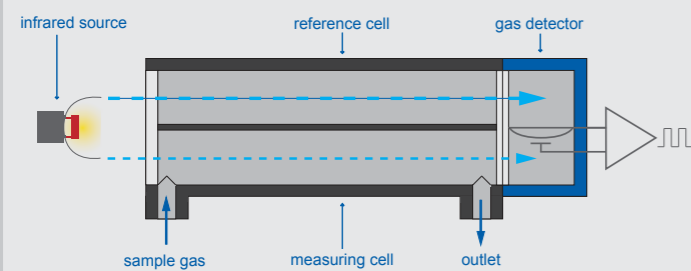 infrared source
reference cell
gas detector
sample gas
measuring cell
outlet